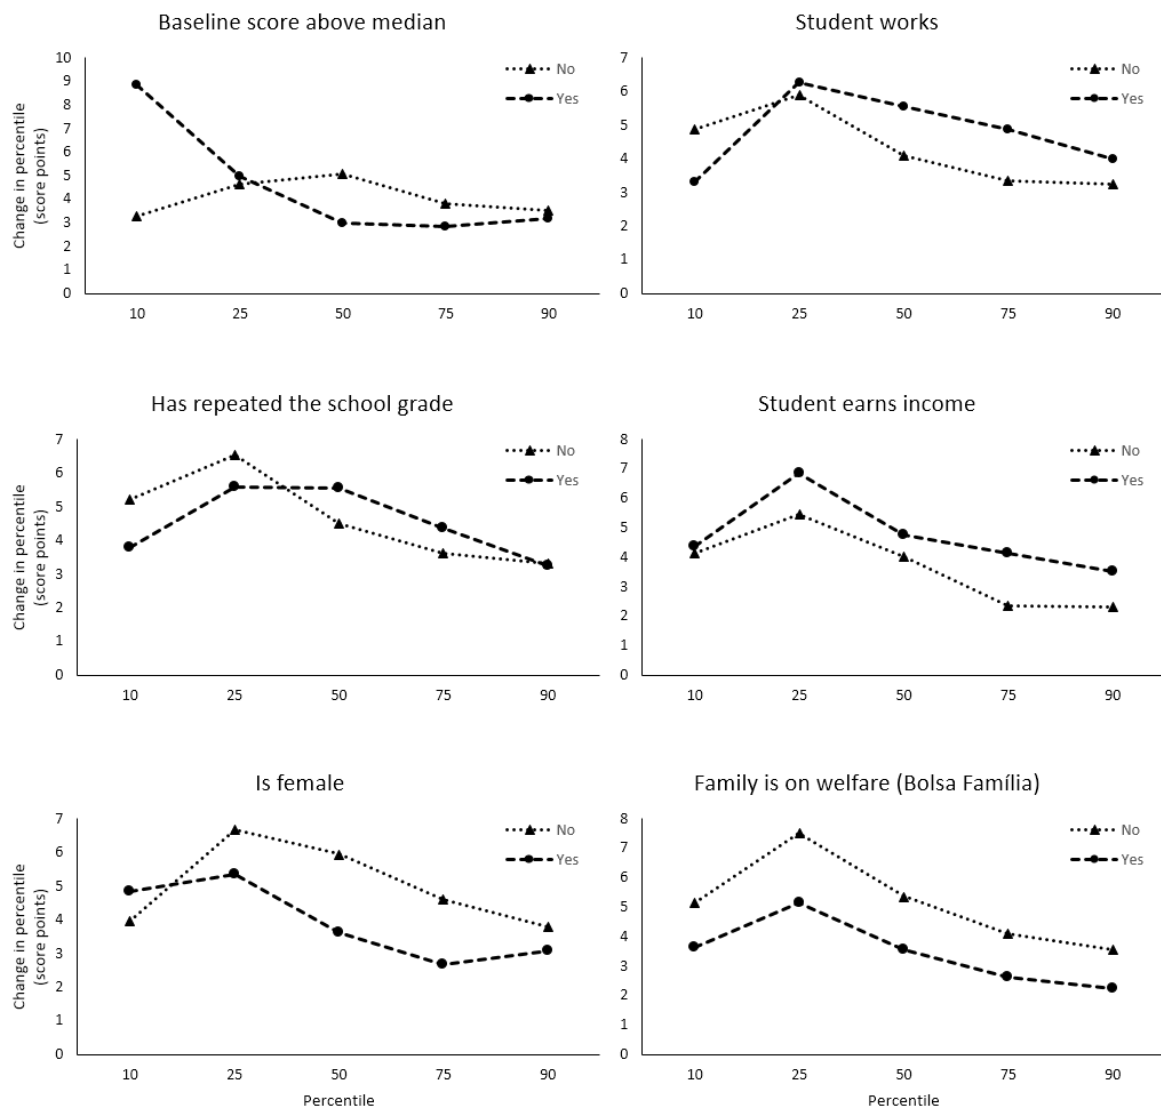 Baseline score above median
Change in percentile
(score points)
10
9
8
7
6
5
4
3
2
1
0
10 25 50 75 90
No
Yes
Student works
7
6
5
4
3
2
1
0
10 25 50 75 90
No
Yes
Has repeated the school grade
Change in percentile
(score points)
7
6
5
4
3
2
1
0
10 25 50 75 90
No
Yes
Student earns income
8
7
6
5
4
3
2
1
0
10 25 50 75 90
No
Yes
Is female
Change in percentile
(score points)
7
6
5
4
3
2
1
0
10 25 50 75 90
Percentile
No
Yes
Family is on welfare (Bolsa Família)
8
7
6
5
4
3
2
1
0
10 25 50 75 90
Percentile
No
Yes